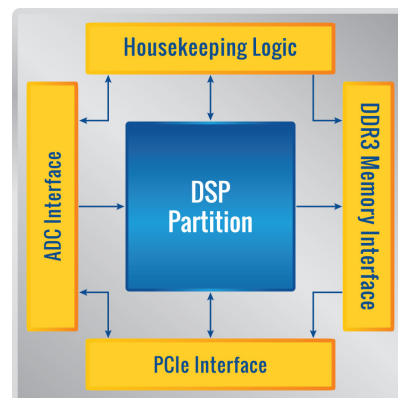 Housekeeping Logic
ADC Interface
DSP
Partition
DDR3 Memory Interface
PCIe Interface